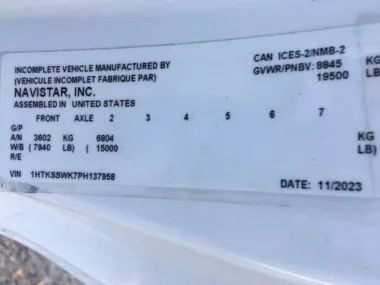 INCOMPLETE VEHICLE MANUFACTURED BY
(VEHICULE INCOMPLET FABRIQUE PAR)
NAVISTAR, INC.
ASSEMBLED IN UNITED STATES
CAN ICES-2/NMB-2
GVWR/PNBV: 8845 KG
19500 LB)
FRONT AXLE 2 3 4 5 6 7
G/P
A/N 3602 KG 6804 KG
W/B ( 7940 LB) ( 15000 LB)
R/E
VIN 1HTKSSWK7PH137958
DATE: 11/2023